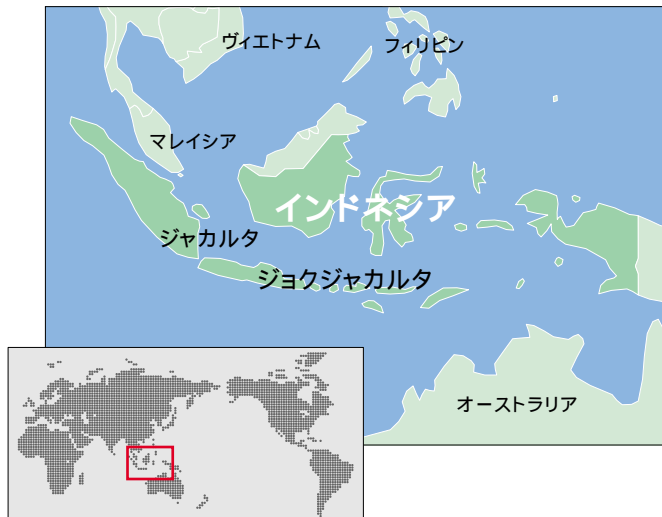 ヴィエトナム
フィリピン
マレイシア
インドネシア
ジャカルタ
ジョクジャカルタ
オーストラリア